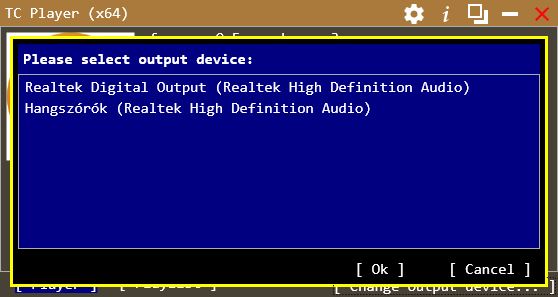 TC Player (x64)
Please select output device:
Realtek Digital Output (Realtek High Definition Audio)
Hangszórók (Realtek High Definition Audio)
[ Ok ] [ Cancel ]
[ Player ] [ Playlist ] [ Change output device... ]